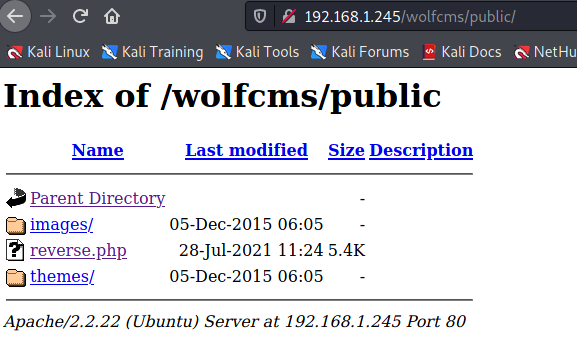 192.168.1.245/wolfcms/public/
Kali Linux Kali Training Kali Tools Kali Forums Kali Docs NetHu
Index of /wolfcms/public
Name Last modified Size Description
Parent Directory -
images/ 05-Dec-2015 06:05 -
reverse.php 28-Jul-2021 11:24 5.4K
themes/ 05-Dec-2015 06:05 -
Apache/2.2.22 (Ubuntu) Server at 192.168.1.245 Port 80